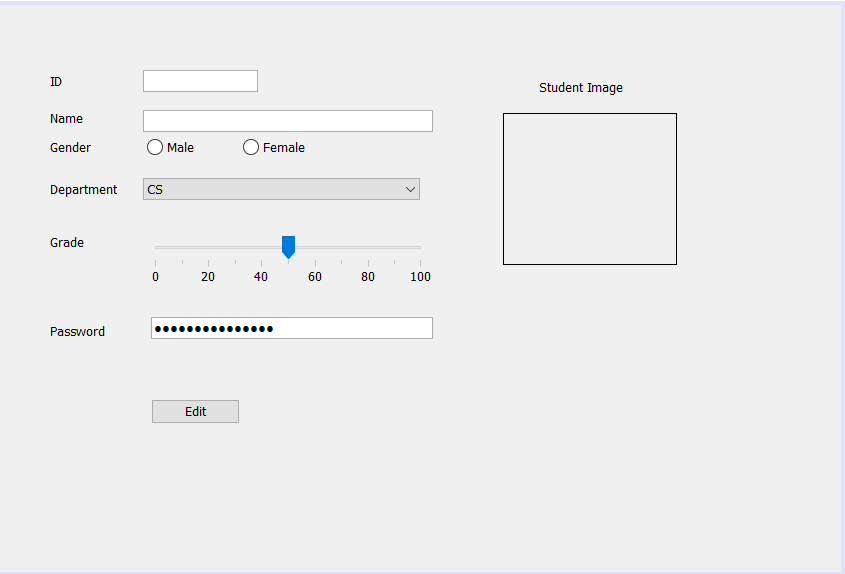 ID
Student Image
Name
Gender Male Female
Department CS
Grade
0 20 40 60 80 100
Password •••••••••••••••
Edit